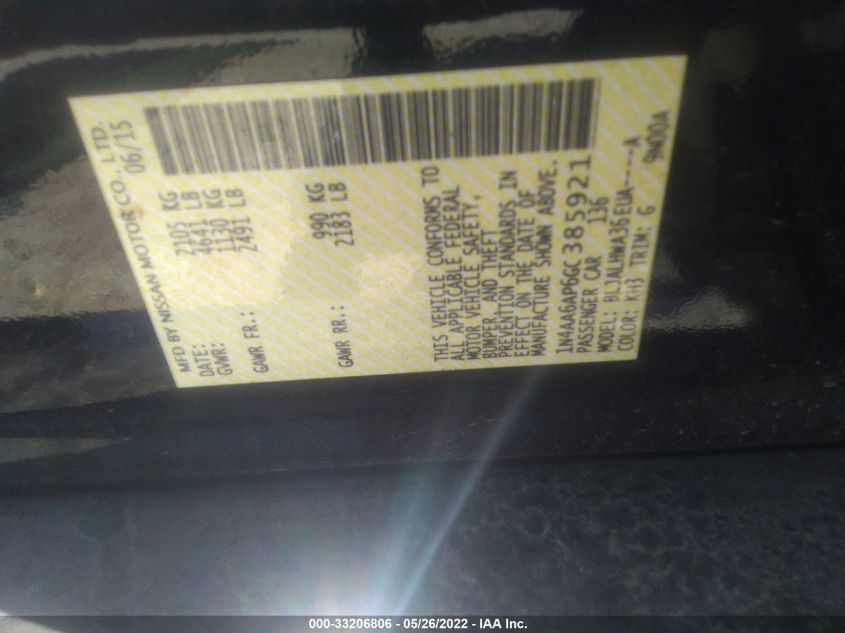 MFD BY NISSAN MOTOR CO., LTD.
DATE: 06/15
GVWR: 2105 KG
4641 LB
GAWR FR.: 1130 KG
2491 LB
GAWR RR.: 990 KG
2183 LB
THIS VEHICLE CONFORMS TO
ALL APPLICABLE FEDERAL
MOTOR VEHICLE SAFETY,
BUMPER, AND THEFT
PREVENTION STANDARDS IN
EFFECT ON THE DATE OF
MANUFACTURE SHOWN ABOVE.
1N4AA6AP6GC385921
PASSENGER CAR 136
MODEL: BLJALHWA36EUA----A
COLOR: KH3 TRIM: G 9N00A
000-33206806 - 05/26/2022 - IAA Inc.